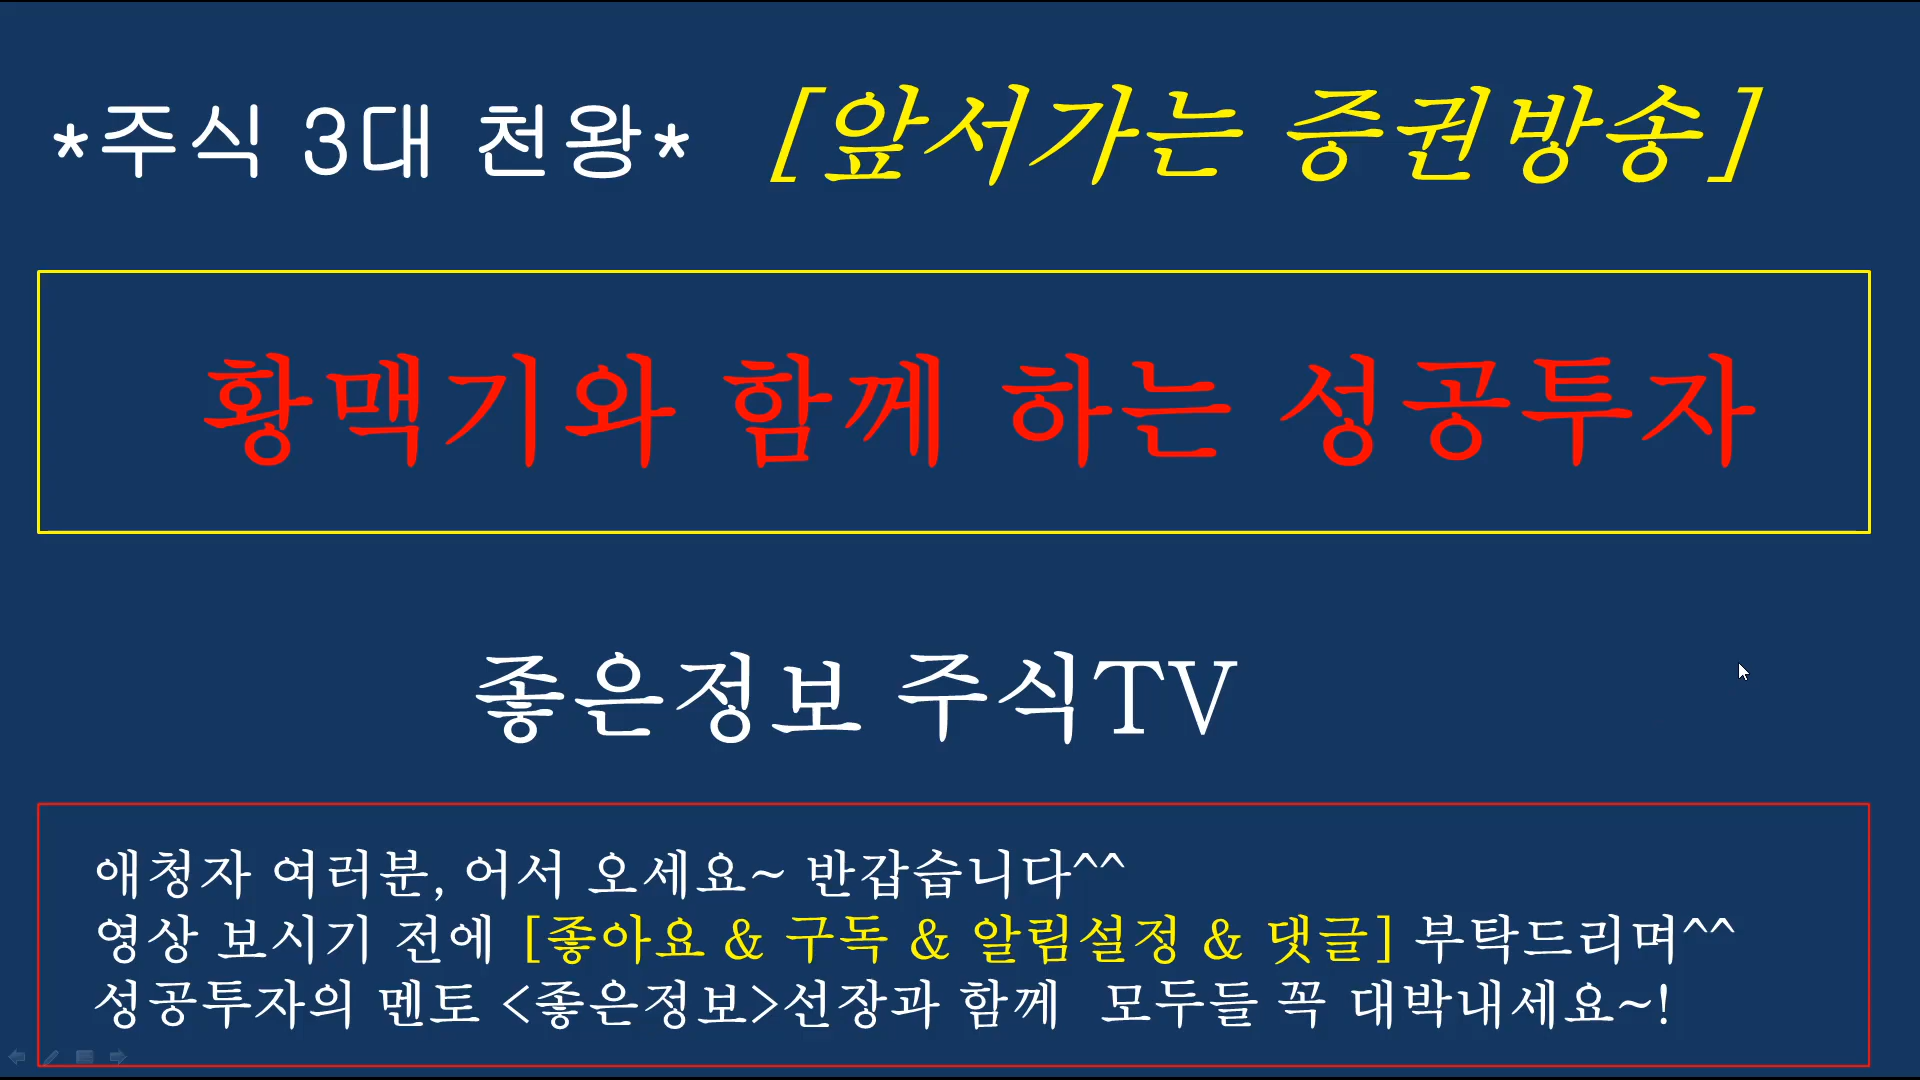 *주식 3대 천왕* [앞서가는 증권방송]
황맥기와 함께 하는 성공투자
좋은정보 주식TV
애청자 여러분, 어서 오세요~ 반갑습니다^^
영상 보시기 전에 [좋아요 & 구독 & 알림설정 & 댓글] 부탁드리며^^
성공투자의 멘토 <좋은정보>선장과 함께 모두들 꼭 대박내세요~!